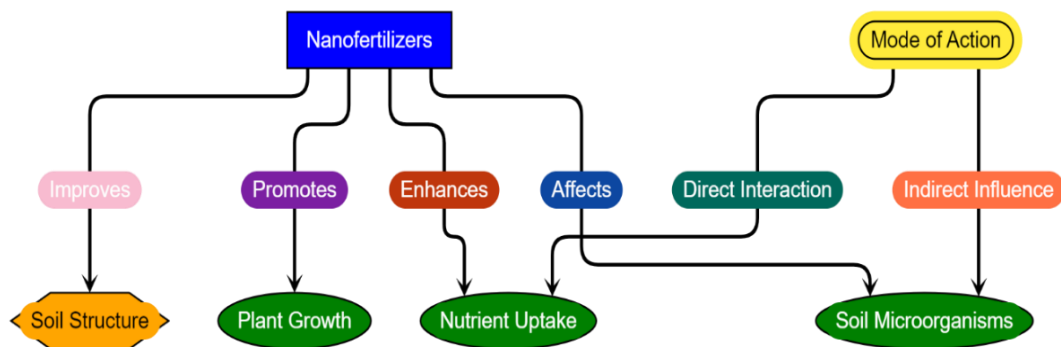 Nanofertilizers
Mode of Action
Improves
Promotes
Enhances
Affects
Direct Interaction
Indirect Influence
Soil Structure
Plant Growth
Nutrient Uptake
Soil Microorganisms